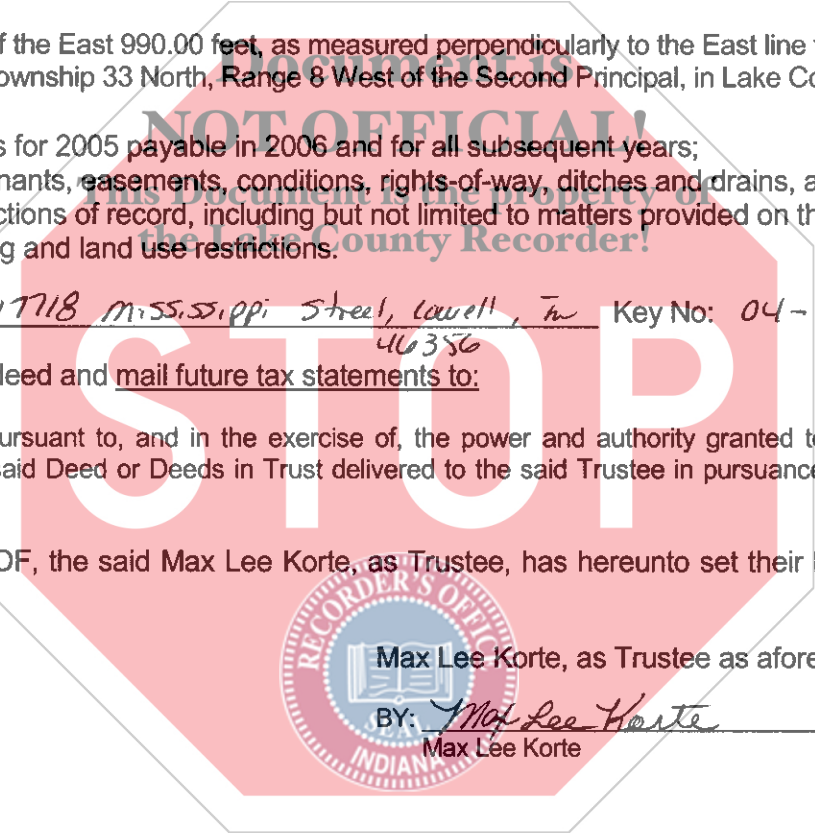 f the East 990.00 feet, as measured perpendicularly to the East line
Document is
ownship 33 North, Range 8 West of the Second Principal, in Lake Co
NOT OFFICIAL!
s for 2005 payable in 2006 and for all subsequent years;
nants, easements, conditions, rights-of-way, ditches and drains, a
This Document is the property of
ctions of record, including but not limited to matters provided on th
the Lake County Recorder!
g and land use restrictions.
17718 Mississippi Street, Lowell, In Key No: 04-
46356
deed and mail future tax statements to:
ursuant to, and in the exercise of, the power and authority granted t
said Deed or Deeds in Trust delivered to the said Trustee in pursuance
STOP
OF, the said Max Lee Korte, as Trustee, has hereunto set their
RECORDER'S OFFICE
Max Lee Korte, as Trustee as afore
BY: Max Lee Korte
SEAL
Max Lee Korte
INDIANA